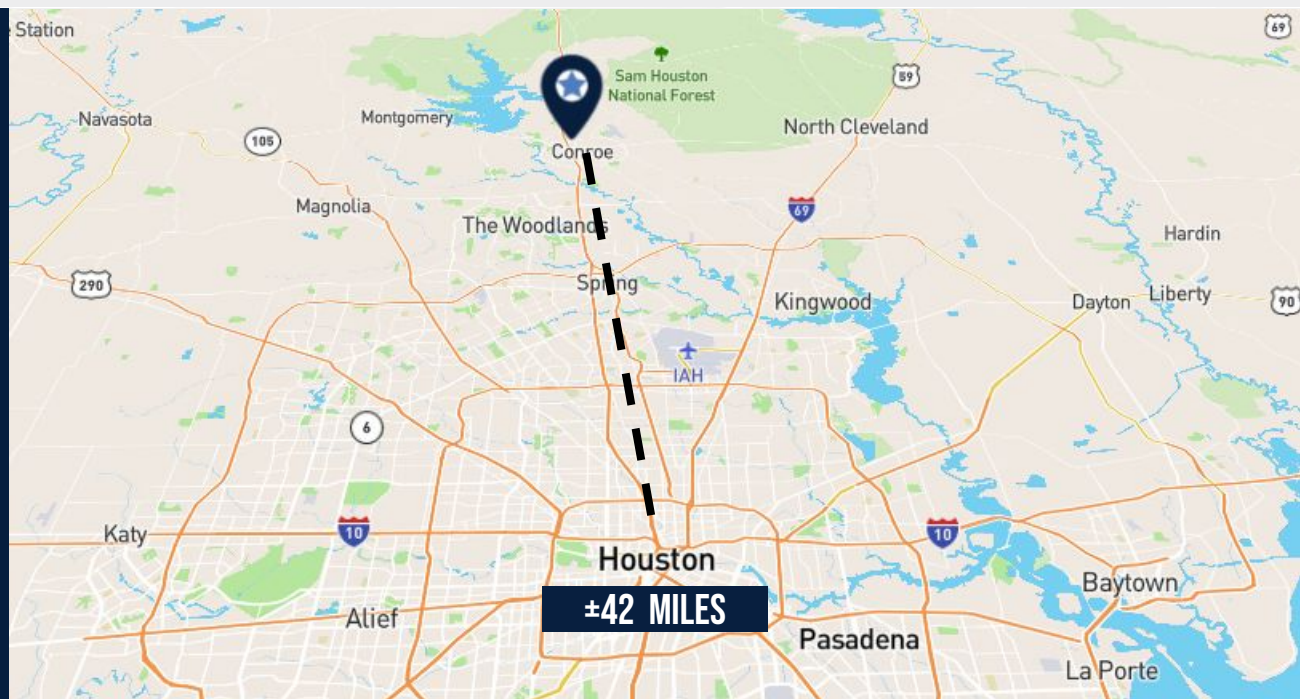 Station
69
Sam Houston
National Forest
59
Navasota
Montgomery
105
North Cleveland
Conroe
Magnolia
69
The Woodlands
Hardin
290
Spring
Kingwood
Dayton
Liberty
90
IAH
6
Katy
10
10
Houston
Baytown
±42 MILES
Alief
Pasadena
La Porte